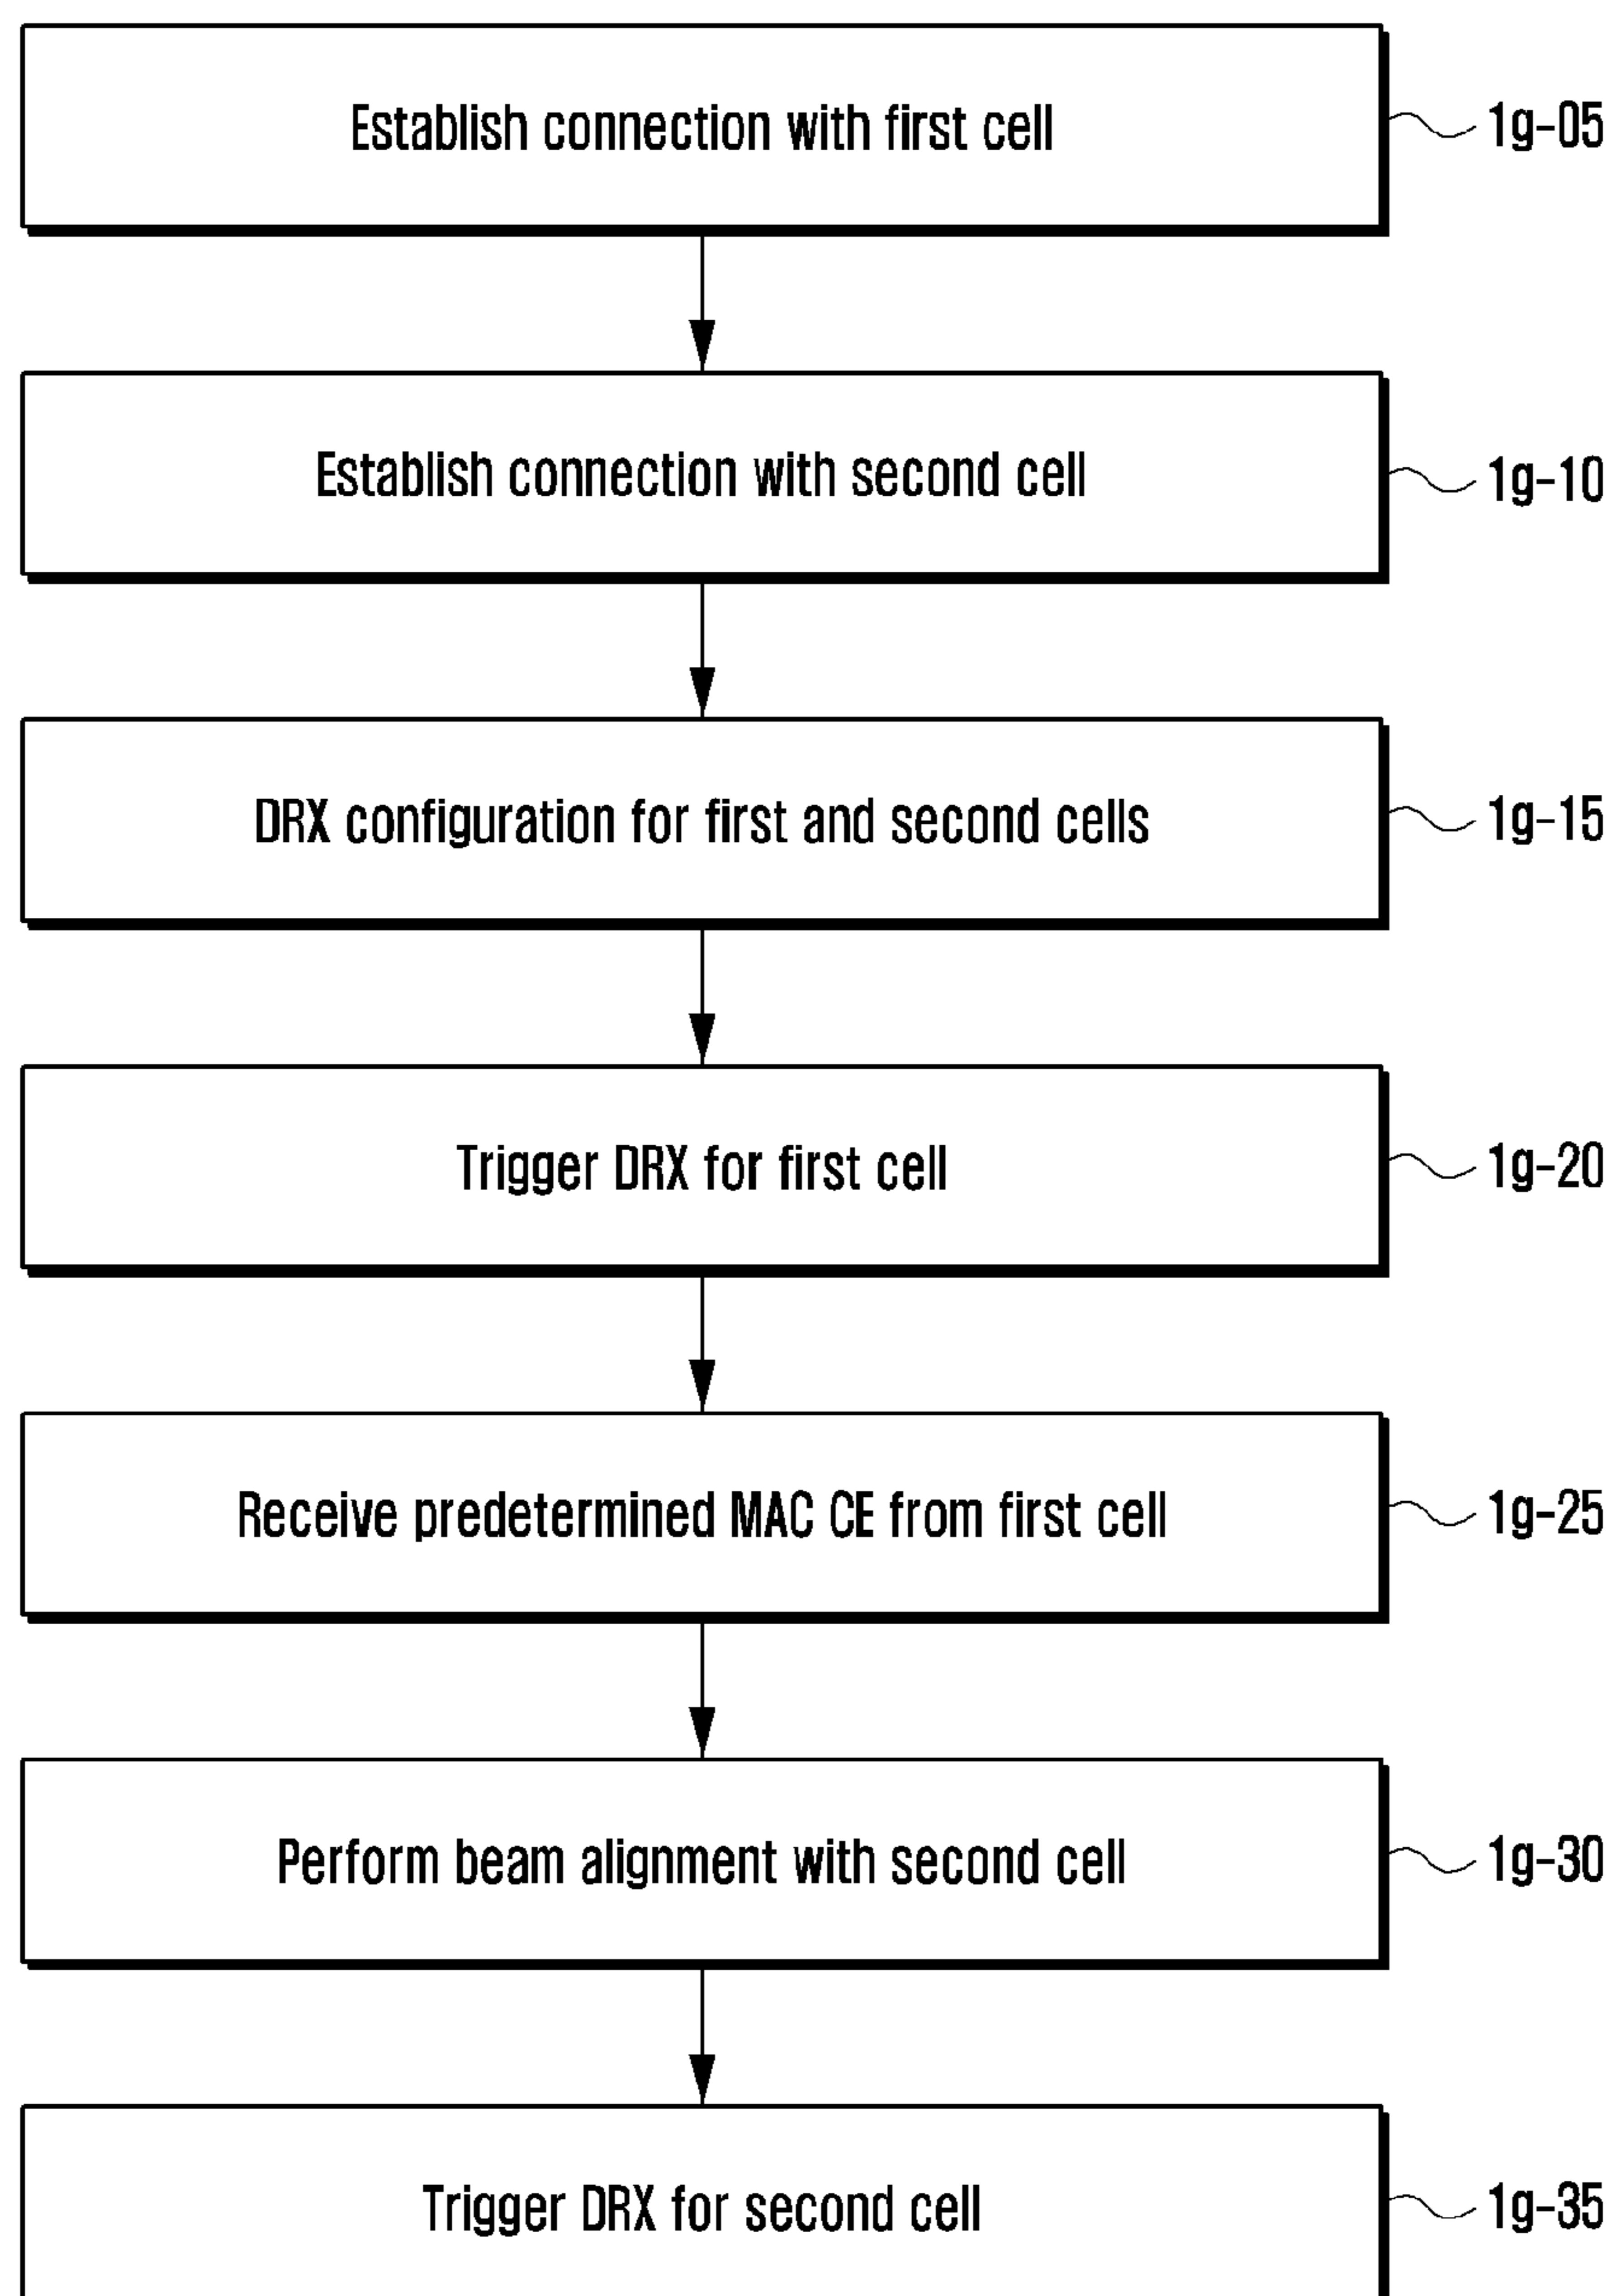 Establish connection with first cell
1g-05
Establish connection with second cell
1g-10
DRX configuration for first and second cells
1g-15
Trigger DRX for first cell
1g-20
Receive predetermined MAC CE from first cell
1g-25
Perform beam alignment with second cell
1g-30
Trigger DRX for second cell
1g-35